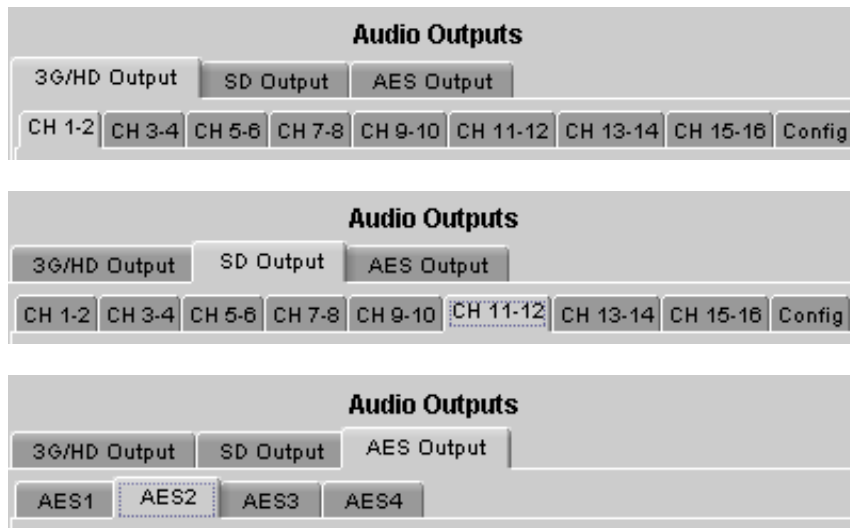 Audio Outputs
3G/HD Output SD Output AES Output
CH 1-2 CH 3-4 CH 5-6 CH 7-8 CH 9-10 CH 11-12 CH 13-14 CH 15-16 Config
Audio Outputs
3G/HD Output SD Output AES Output
CH 1-2 CH 3-4 CH 5-6 CH 7-8 CH 9-10 CH 11-12 CH 13-14 CH 15-16 Config
Audio Outputs
3G/HD Output SD Output AES Output
AES1 AES2 AES3 AES4